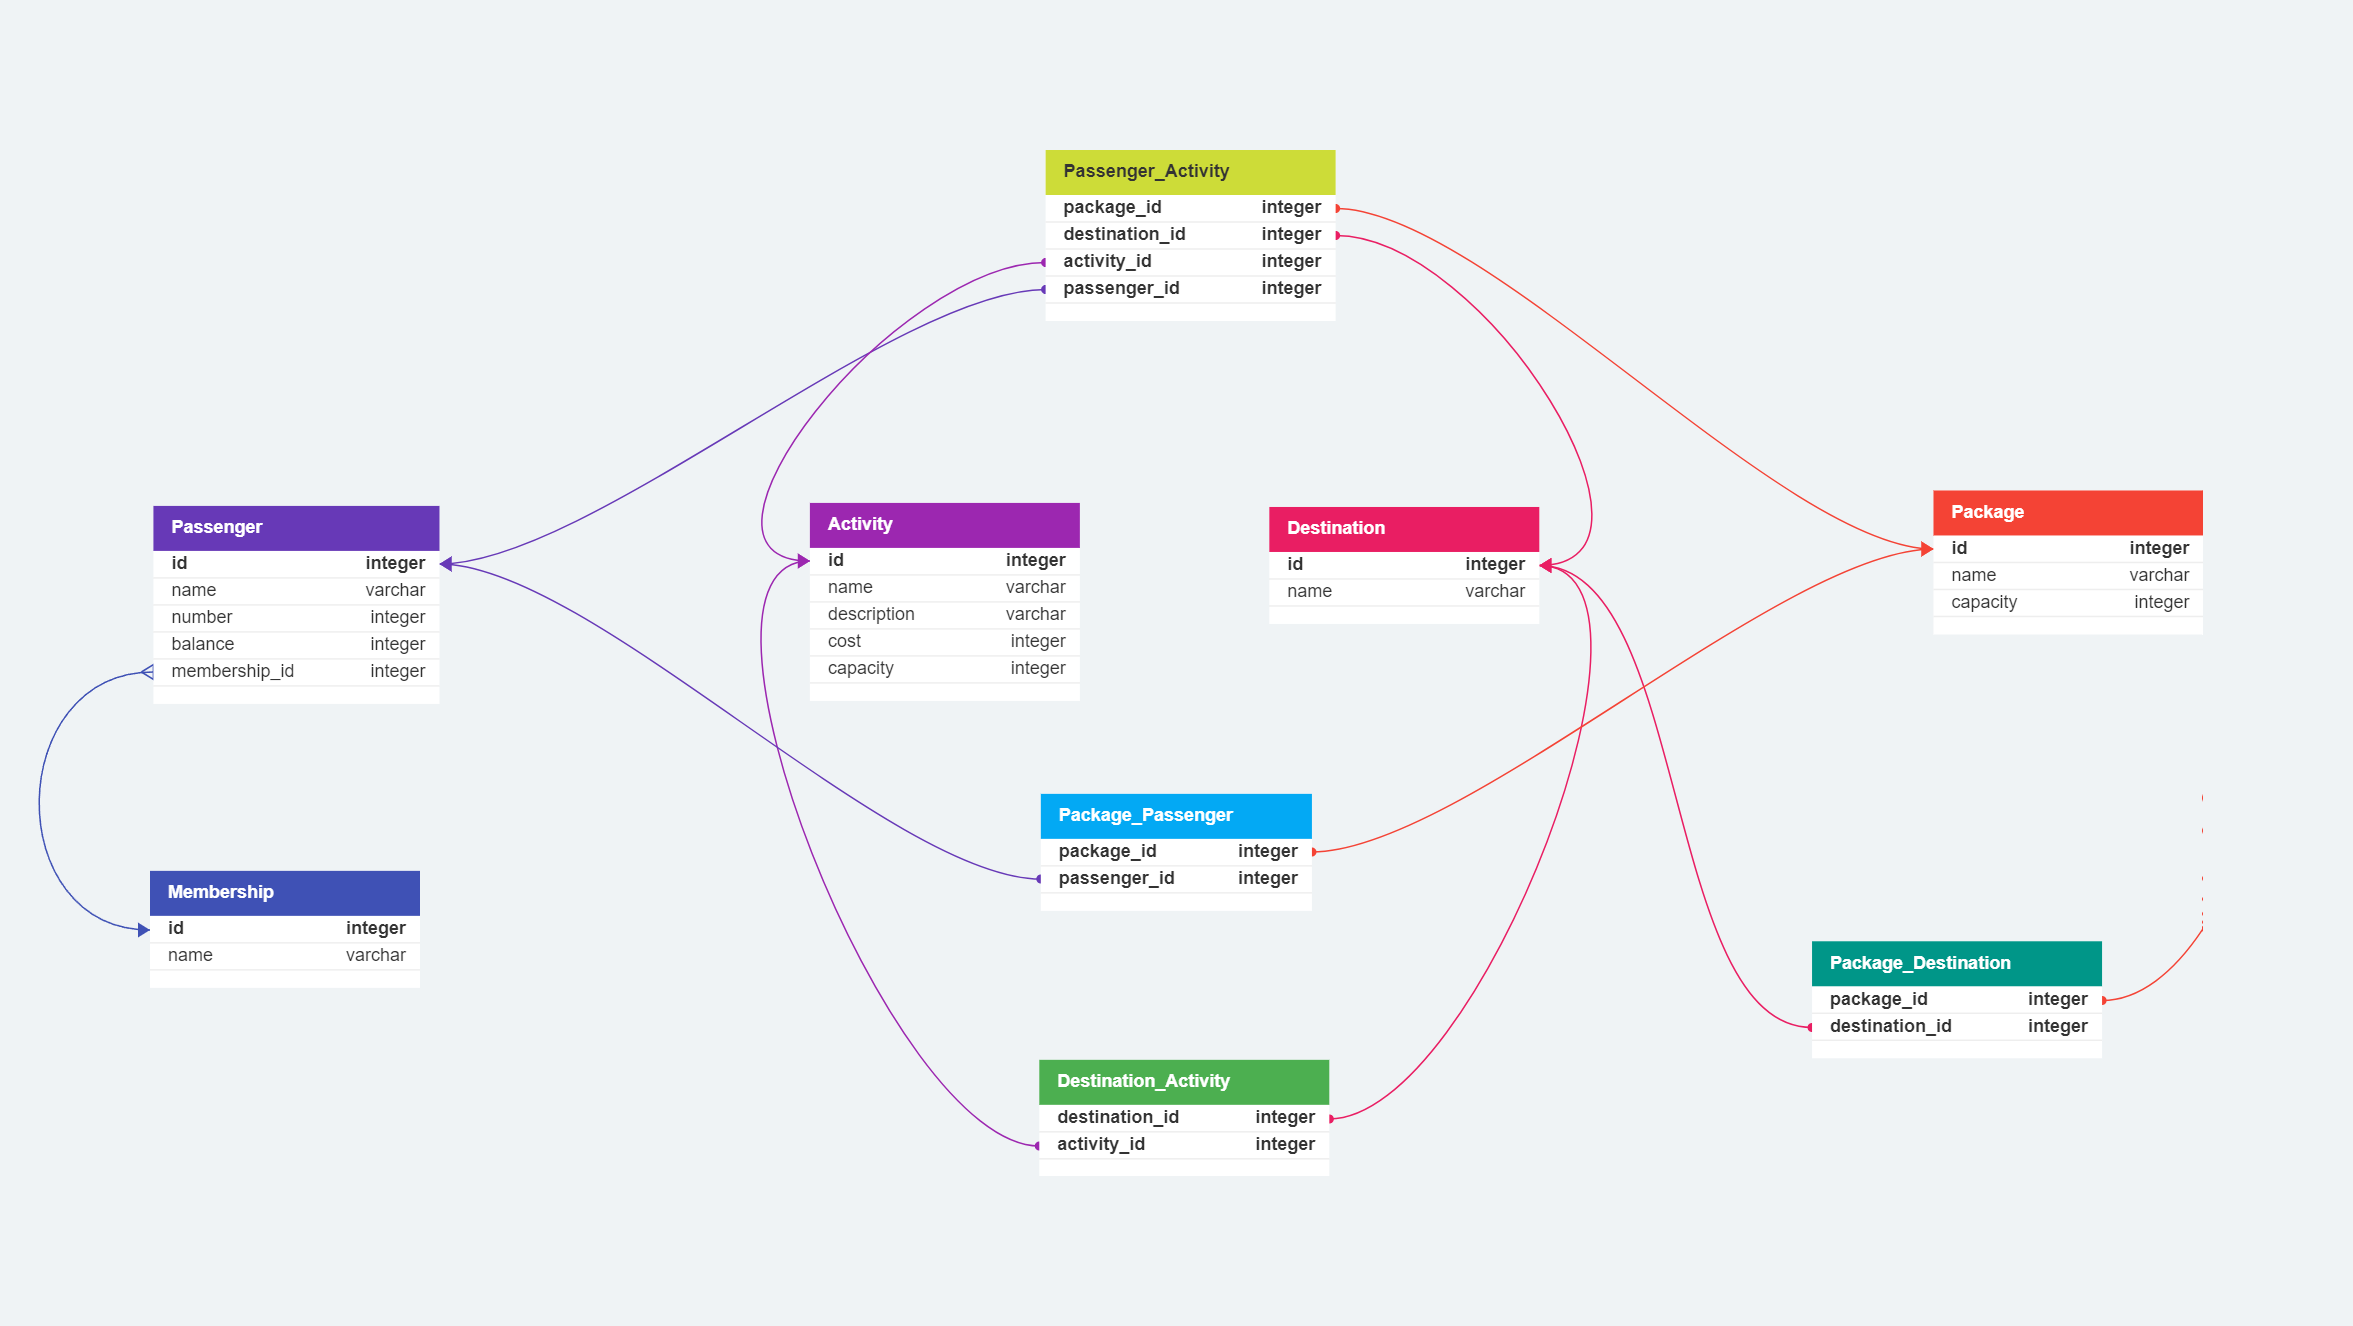 Passenger_Activity
package_id integer
destination_id integer
activity_id integer
passenger_id integer
Passenger
id integer
name varchar
number integer
balance integer
membership_id integer
Activity
id integer
name varchar
description varchar
cost integer
capacity integer
Destination
id integer
name varchar
Package
id integer
name varchar
capacity integer
Package_Passenger
package_id integer
passenger_id integer
Membership
id integer
name varchar
Package_Destination
package_id integer
destination_id integer
Destination_Activity
destination_id integer
activity_id integer